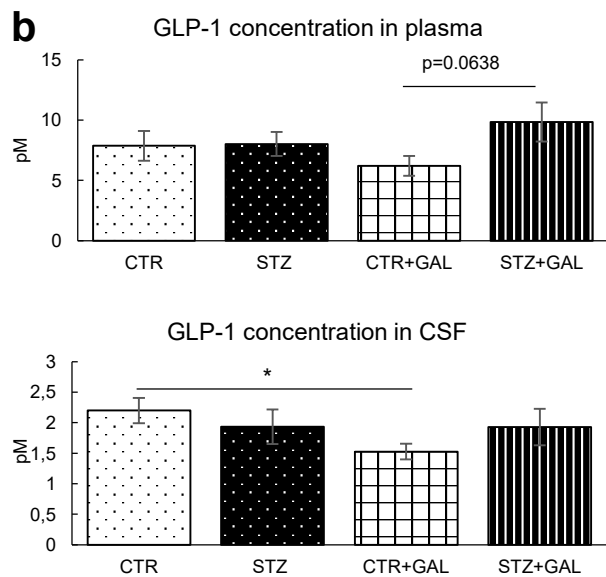 b
GLP-1 concentration in plasma
p=0.0638
15
10
5
0
pM
CTR STZ CTR+GAL STZ+GAL
GLP-1 concentration in CSF
*
3
2,5
2
1,5
1
0,5
0
pM
CTR STZ CTR+GAL STZ+GAL